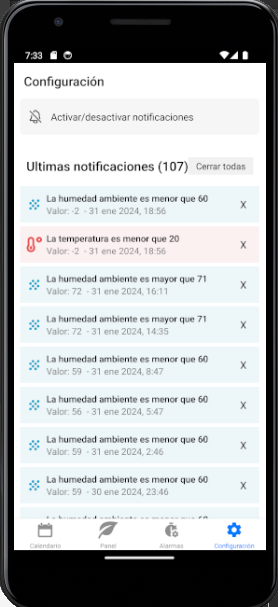 7:33
Configuración
Activar/desactivar notificaciones
Ultimas notificaciones (107) Cerrar todas
La humedad ambiente es menor que 60
Valor: -2 - 31 ene 2024, 18:56
X
La temperatura es menor que 20
Valor: -2 - 31 ene 2024, 18:56
X
La humedad ambiente es mayor que 71
Valor: 72 - 31 ene 2024, 16:11
X
La humedad ambiente es mayor que 71
Valor: 72 - 31 ene 2024, 14:35
X
La humedad ambiente es menor que 60
Valor: 59 - 31 ene 2024, 8:47
X
La humedad ambiente es menor que 60
Valor: 56 - 31 ene 2024, 5:47
X
La humedad ambiente es menor que 60
Valor: 59 - 31 ene 2024, 2:46
X
La humedad ambiente es menor que 60
Valor: 59 - 30 ene 2024, 23:46
X
Calendario Panel Alarmas Configuración